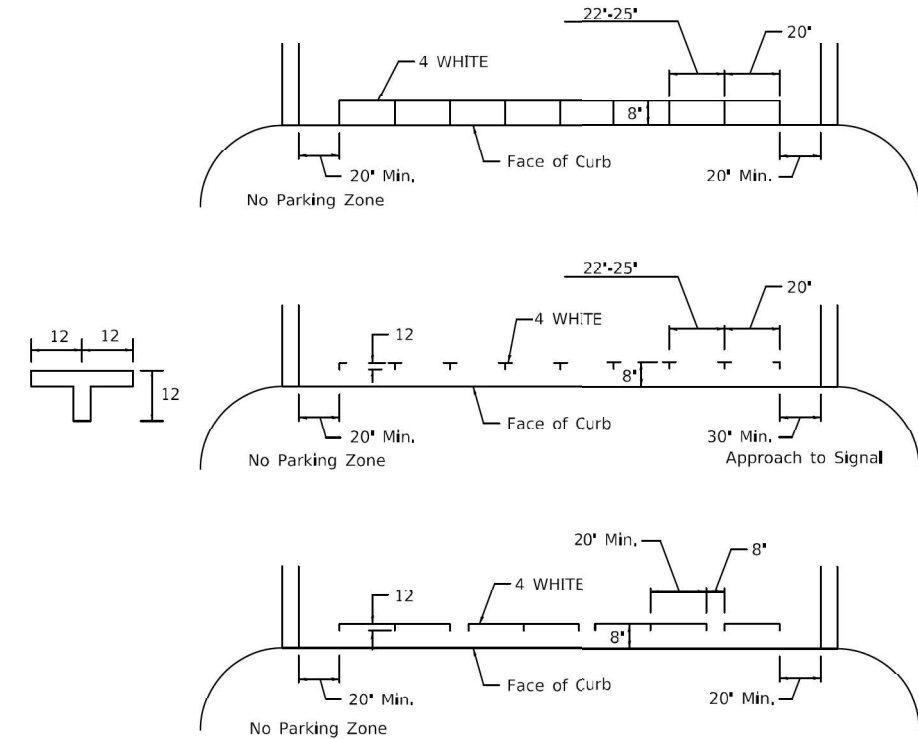 22'-25'
20'
4 WHITE
8'
Face of Curb
20' Min.
20' Min.
No Parking Zone
22'-25'
20'
12
4 WHITE
12 12
12
8'
Face of Curb
20' Min.
30' Min.
No Parking Zone
Approach to Signal
20' Min.
8'
4 WHITE
12
8'
Face of Curb
20' Min.
20' Min.
No Parking Zone